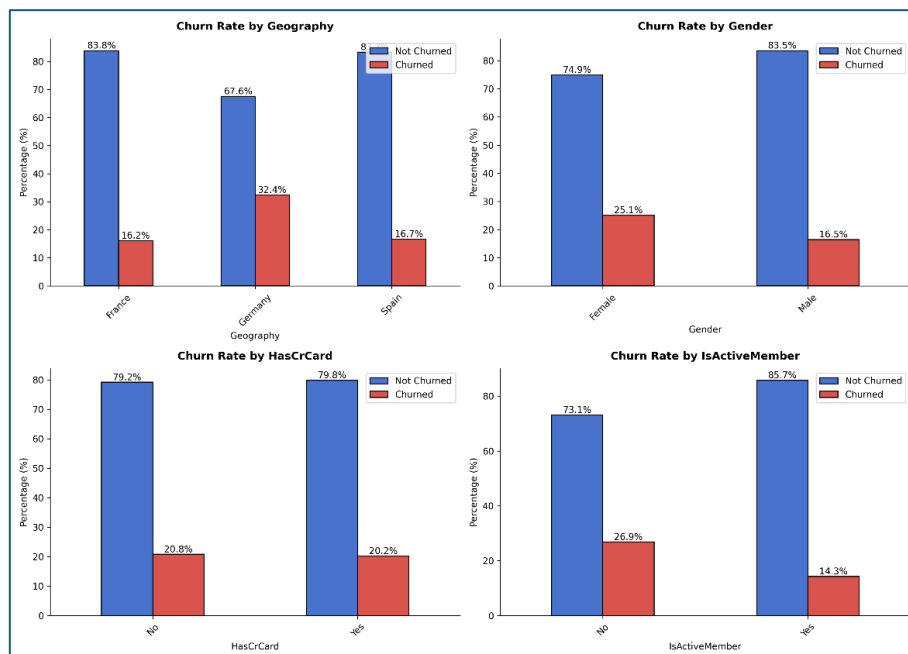 Churn Rate by Geography
83.8%
67.6%
32.4%
16.2%
16.7%
Not Churned
Churned
Percentage (%)
80
70
60
50
40
30
20
10
0
France
Germany
Spain
Geography
Churn Rate by Gender
83.5%
74.9%
25.1%
16.5%
Not Churned
Churned
Percentage (%)
80
70
60
50
40
30
20
10
0
Female
Male
Gender
Churn Rate by HasCrCard
79.2%
79.8%
20.8%
20.2%
Not Churned
Churned
Percentage (%)
80
70
60
50
40
30
20
10
0
No
Yes
HasCrCard
Churn Rate by IsActiveMember
85.7%
73.1%
26.9%
14.3%
Not Churned
Churned
Percentage (%)
80
60
40
20
0
No
Yes
IsActiveMember